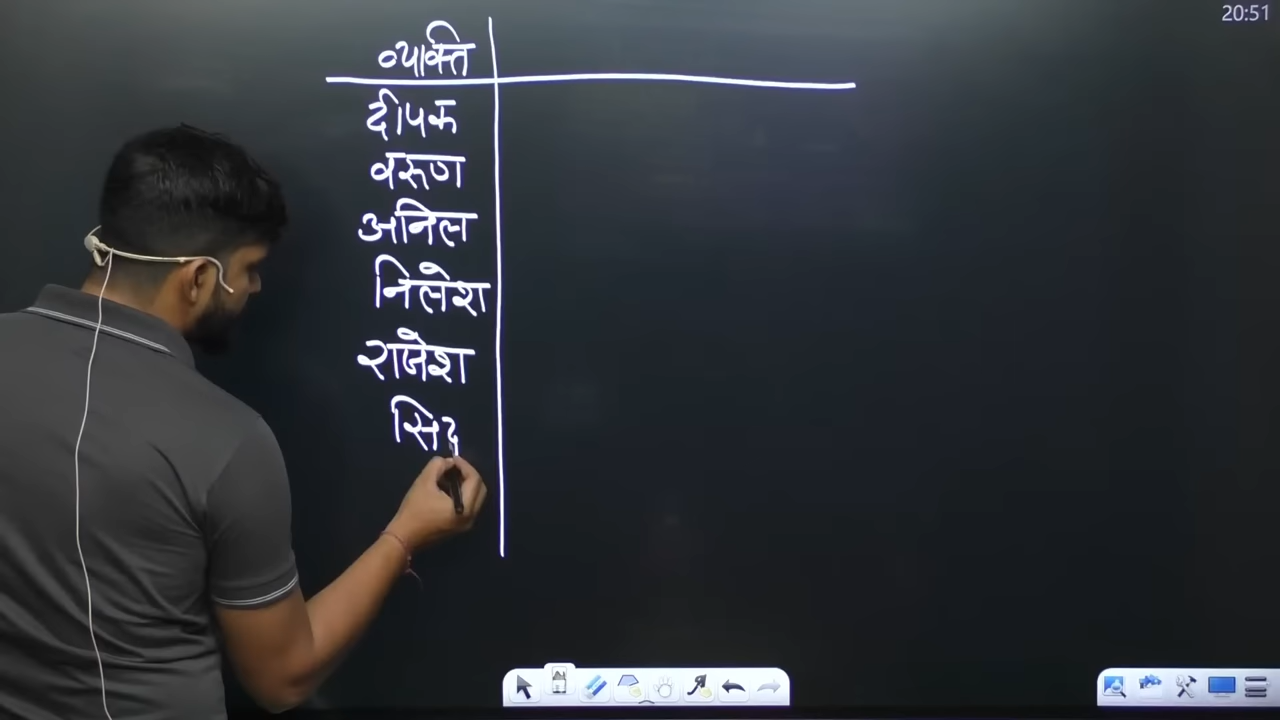 20:51
व्यक्ति
दीपक
वरूण
अनिल
निलेश
राजेश
सिद